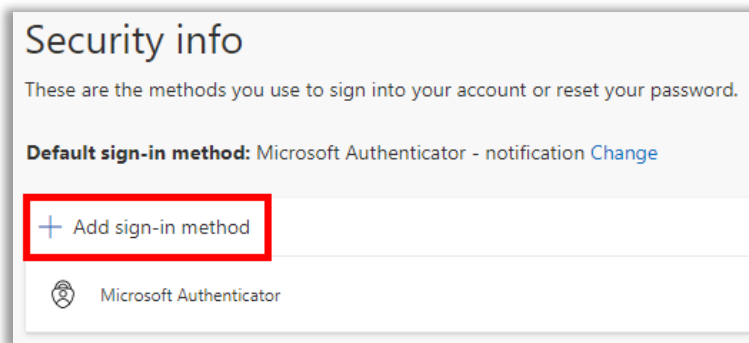 Security info
These are the methods you use to sign into your account or reset your password.
Default sign-in method: Microsoft Authenticator - notification Change
+ Add sign-in method
Microsoft Authenticator